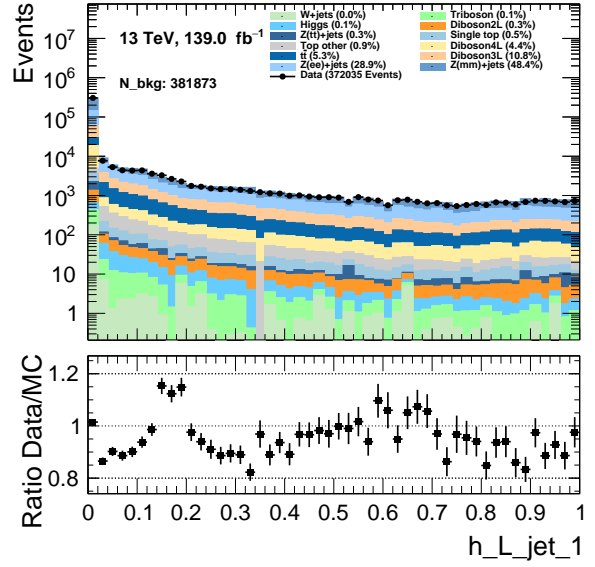 Events
10^7
10^6
10^5
10^4
10^3
10^2
10
1
13 TeV, 139.0 fb^-1
N_bkg: 381873
W+jets (0.0%)
Higgs (0.1%)
Z(tt)+jets (0.3%)
Top other (0.9%)
tt̄ (5.3%)
Z(ee)+jets (28.9%)
Data (372035 Events)
Triboson (0.1%)
Diboson2L (0.3%)
Single top (0.5%)
Diboson4L (4.4%)
Diboson3L (10.8%)
Z(mm)+jets (48.4%)
Ratio Data/MC
1.2
1
0.8
0 0.1 0.2 0.3 0.4 0.5 0.6 0.7 0.8 0.9 1
h_L_jet_1